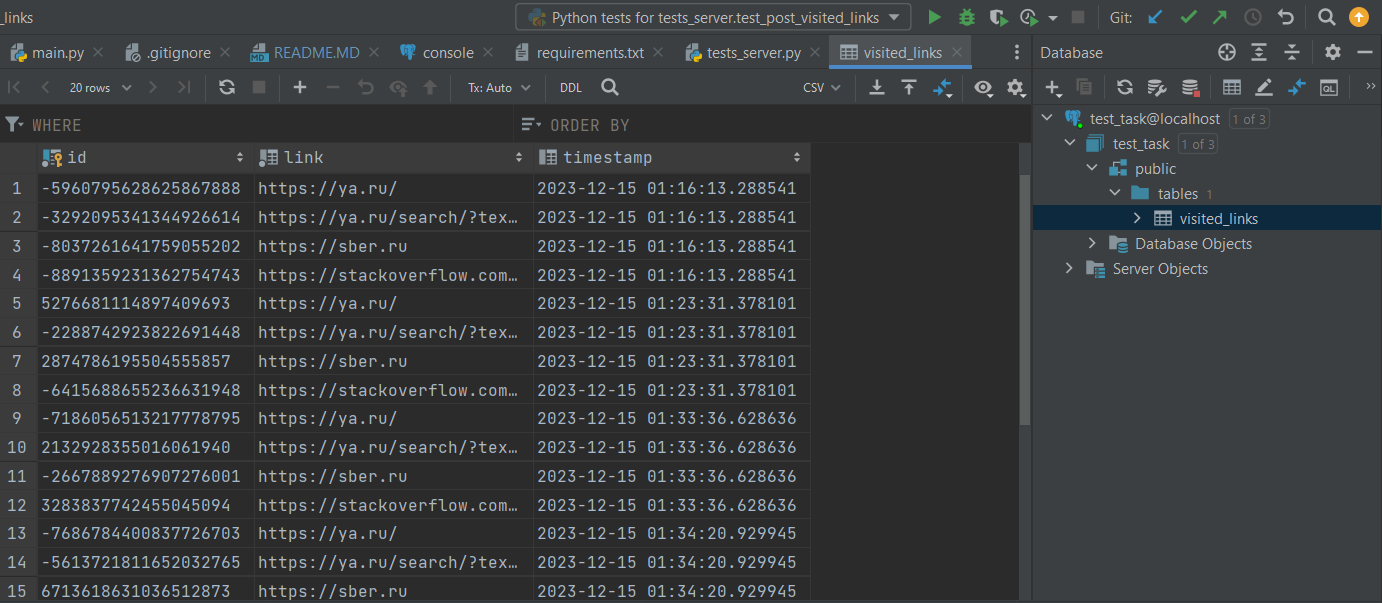 _links Python tests for tests_server.test_post_visited_links Git:
main.py .gitignore README.MD console requirements.txt tests_server.py visited_links Database
20 rows Tx: Auto DDL CSV
WHERE ORDER BY
id link timestamp
1 -5960795628625867888 https://ya.ru/ 2023-12-15 01:16:13.288541
2 -3292095341344926614 https://ya.ru/search/?tex… 2023-12-15 01:16:13.288541
3 -8037261641759055202 https://sber.ru 2023-12-15 01:16:13.288541
4 -8891359231362754743 https://stackoverflow.com… 2023-12-15 01:16:13.288541
5 5276681114897409693 https://ya.ru/ 2023-12-15 01:23:31.378101
6 -2288742923822691448 https://ya.ru/search/?tex… 2023-12-15 01:23:31.378101
7 2874786195504555857 https://sber.ru 2023-12-15 01:23:31.378101
8 -6415688655236631948 https://stackoverflow.com… 2023-12-15 01:23:31.378101
9 -7186056513217778795 https://ya.ru/ 2023-12-15 01:33:36.628636
10 2132928355016061940 https://ya.ru/search/?tex… 2023-12-15 01:33:36.628636
11 -2667889276907276001 https://sber.ru 2023-12-15 01:33:36.628636
12 3283837742455045094 https://stackoverflow.com… 2023-12-15 01:33:36.628636
13 -7686784400837726703 https://ya.ru/ 2023-12-15 01:34:20.929945
14 -5613721811652032765 https://ya.ru/search/?tex… 2023-12-15 01:34:20.929945
15 6713618631036512873 https://sber.ru 2023-12-15 01:34:20.929945
test_task@localhost 1 of 3
test_task 1 of 3
public
tables 1
visited_links
Database Objects
Server Objects